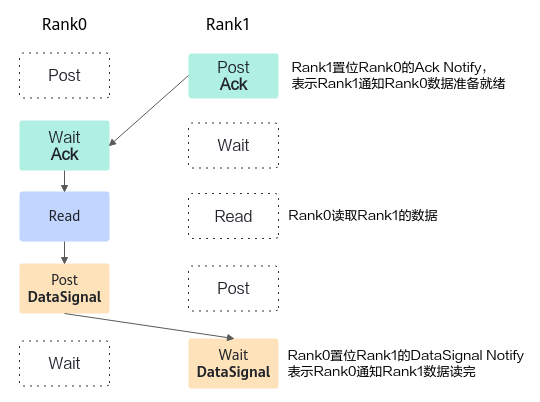 Rank0
Rank1
Post
Post
Ack
Rank1置位Rank0的Ack Notify，
表示Rank1通知Rank0数据准备就绪
Wait
Ack
Wait
Read
Read
Rank0读取Rank1的数据
Post
DataSignal
Post
Wait
Wait
DataSignal
Rank0置位Rank1的DataSignal Notify
表示Rank0通知Rank1数据读完